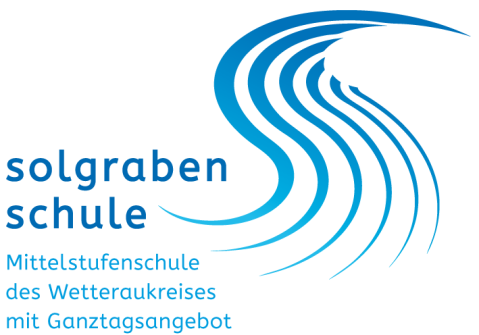 solgraben
schule
Mittelstufenschule
des Wetteraukreises
mit Ganztagsangebot